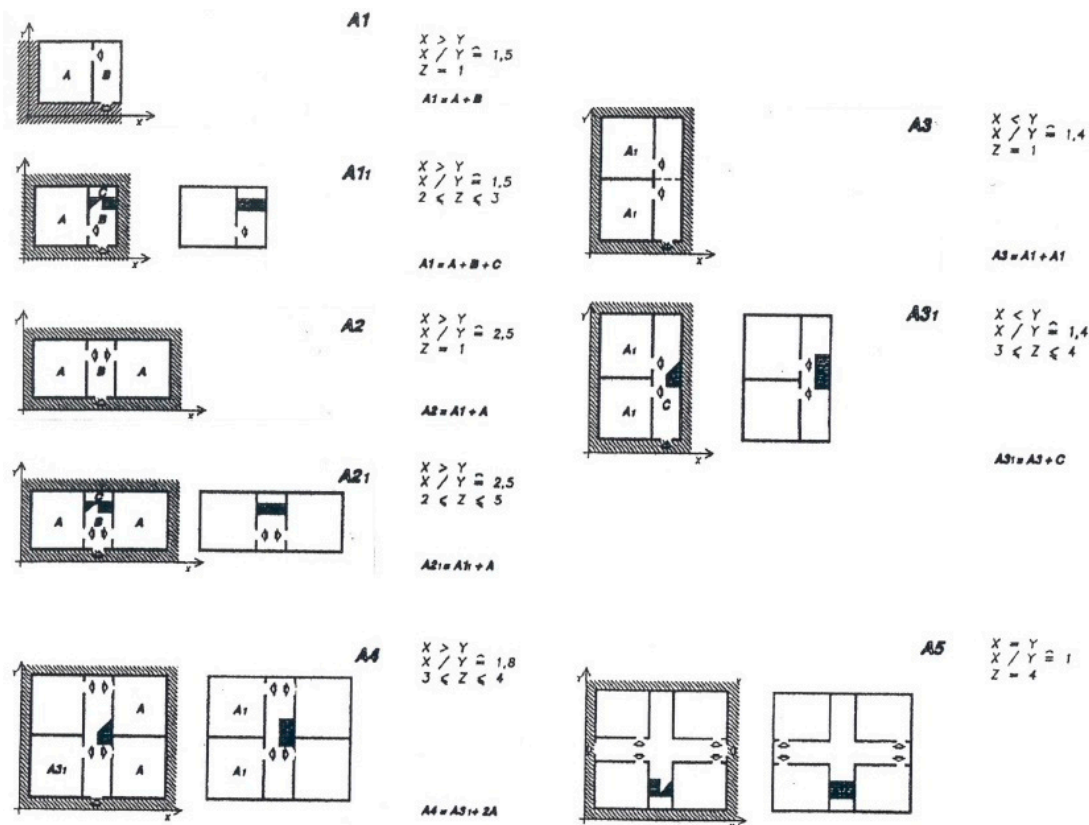 A1
X > Y
X / Y ≙ 1,5
Z = 1
A1 = A + B
Y
A
B
X
A11
X > Y
X / Y ≙ 1,5
2 ⩽ Z ⩽ 3
A1 = A + B + C
Y
C
A
B
X
A2
X > Y
X / Y ≙ 2,5
Z = 1
A2 = A1 + A
Y
A
B
A
X
A21
X > Y
X / Y ≙ 2,5
2 ⩽ Z ⩽ 5
A21 = A11 + A
Y
C
A
B
A
X
A4
X > Y
X / Y ≙ 1,8
3 ⩽ Z ⩽ 4
A4 = A31 + 2A
Y
A
A31
A
X
A1
A1
A3
X < Y
X / Y ≙ 1,4
Z = 1
A3 = A1 + A1
Y
A1
A1
X
A31
X < Y
X / Y ≙ 1,4
3 ⩽ Z ⩽ 4
A31 = A3 + C
Y
A1
A1
C
X
A5
X = Y
X / Y ≙ 1
Z = 4
Y
X